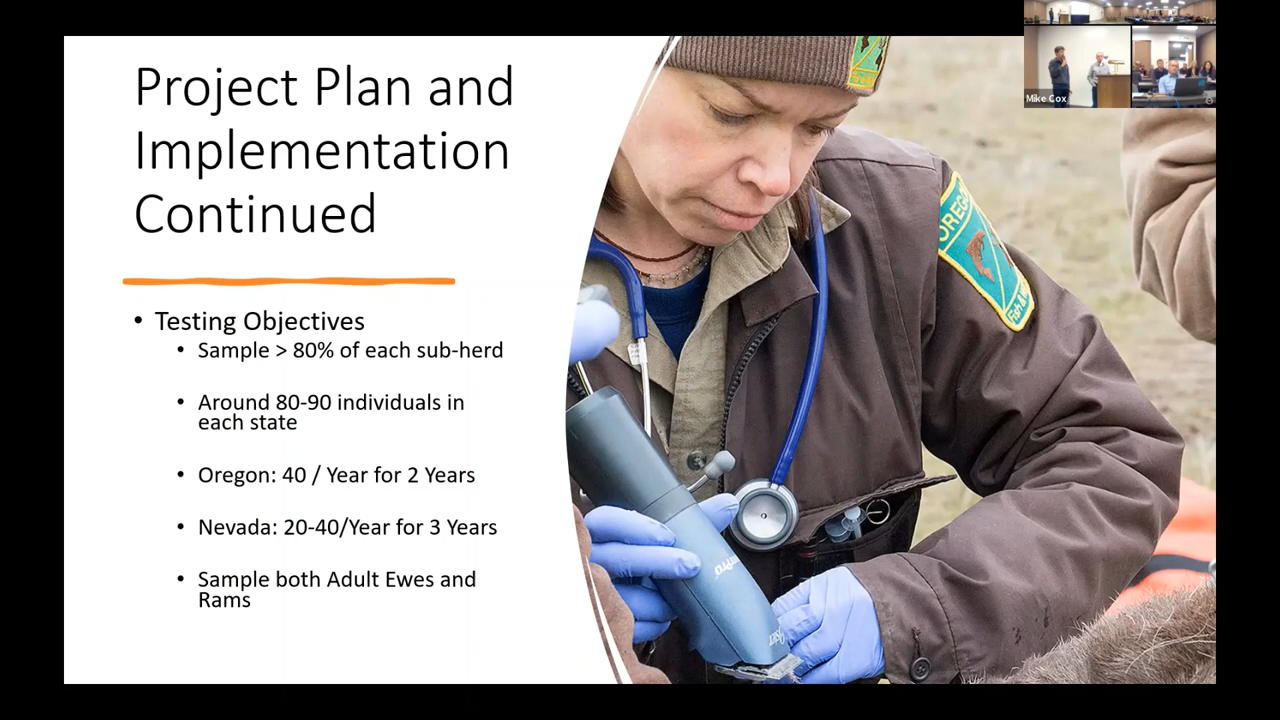 Project Plan and
Implementation
Continued
• Testing Objectives
• Sample > 80% of each sub-herd
• Around 80-90 individuals in
each state
• Oregon: 40 / Year for 2 Years
• Nevada: 20-40/Year for 3 Years
• Sample both Adult Ewes and
Rams
Mike Cox
OREGO
Fish &